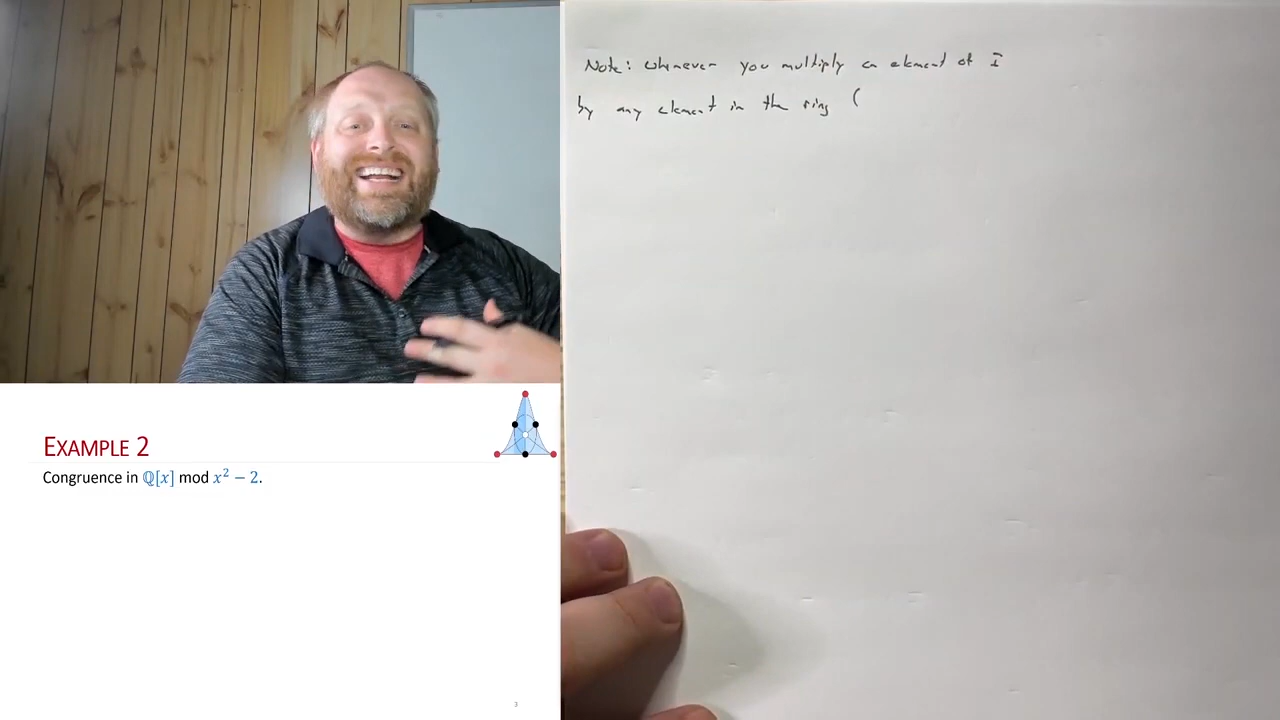 Note: whenever you multiply an element of I
by any element in the ring (
EXAMPLE 2
Congruence in ℚ[x] mod x² − 2.
3